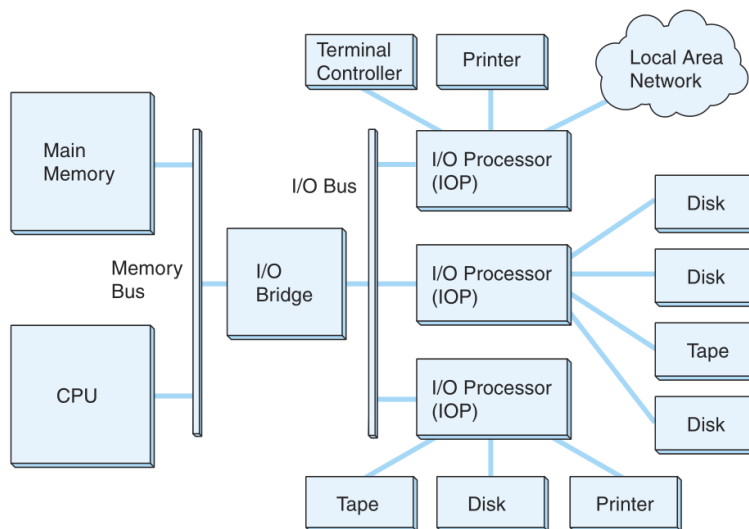 Terminal
Controller
Printer
Local Area
Network
Main
Memory
I/O Processor
(IOP)
I/O Bus
Disk
Memory
Bus
I/O
Bridge
I/O Processor
(IOP)
Disk
Tape
CPU
I/O Processor
(IOP)
Disk
Tape
Disk
Printer